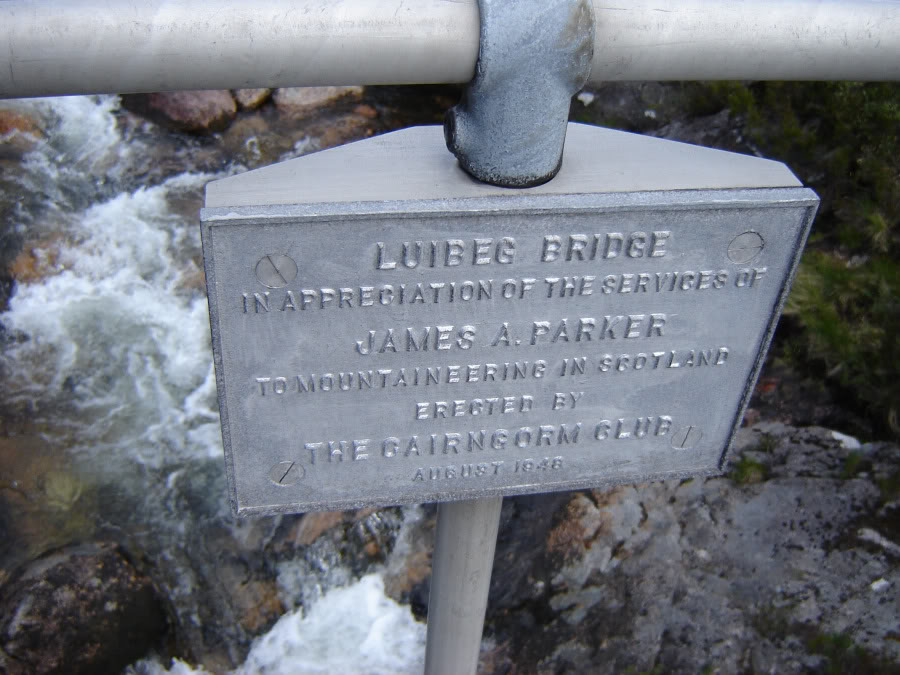 LUIBEG BRIDGE
IN APPRECIATION OF THE SERVICES OF
JAMES A. PARKER
TO MOUNTAINEERING IN SCOTLAND
ERECTED BY
THE CAIRNGORM CLUB
AUGUST 1948